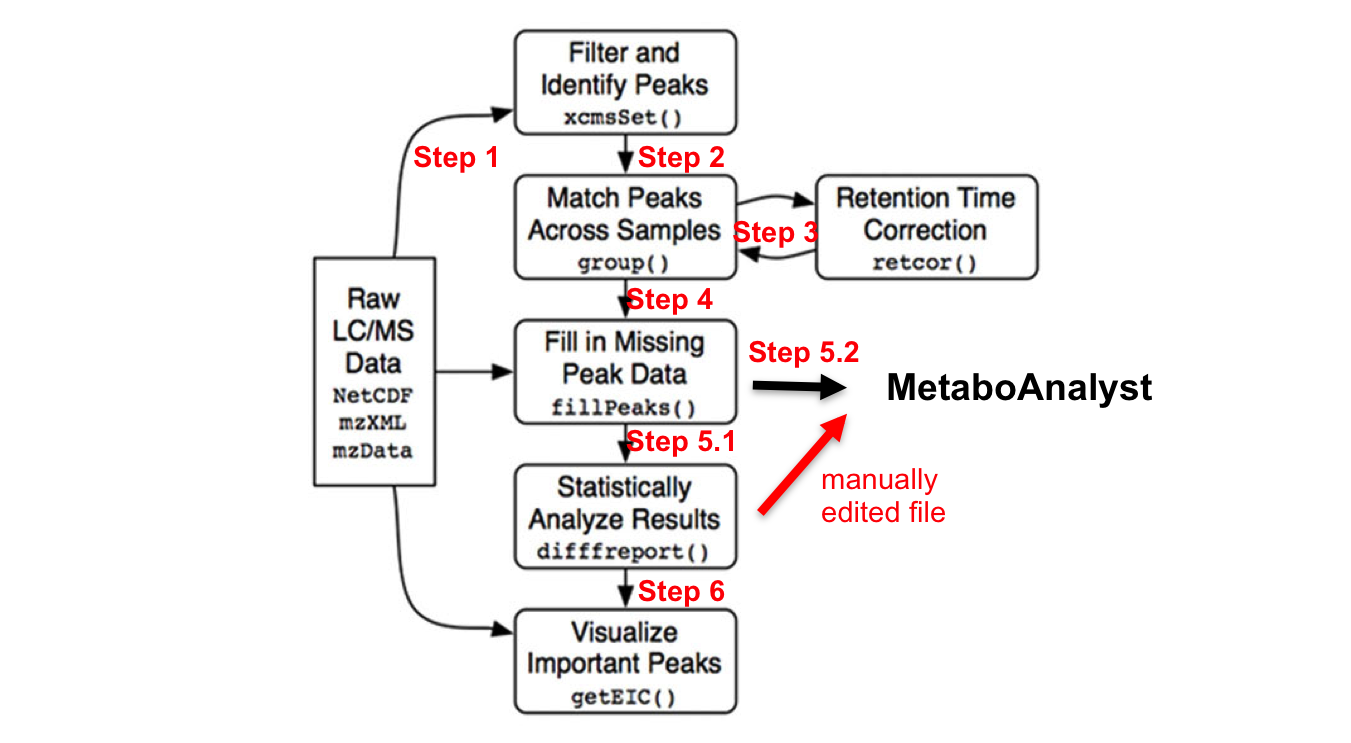 Filter and
Identify Peaks
xcmsSet()
Step 1
Step 2
Match Peaks
Across Samples
group()
Step 3
Retention Time
Correction
retcor()
Step 4
Raw
LC/MS
Data
NetCDF
mzXML
mzData
Fill in Missing
Peak Data
fillPeaks()
Step 5.2
MetaboAnalyst
Step 5.1
manually
edited file
Statistically
Analyze Results
difffreport()
Step 6
Visualize
Important Peaks
getEIC()